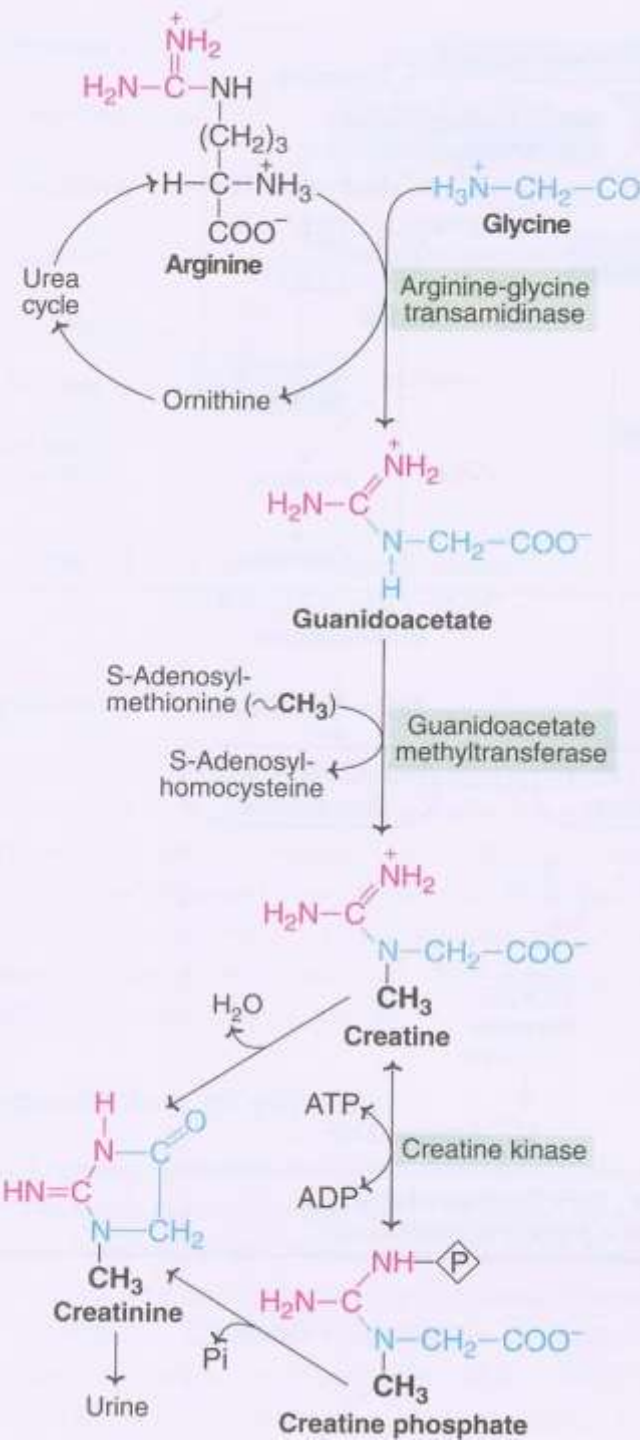 +
NH₂
H₂N–C–NH
(CH₂)₃
+
H–C–NH₃
COO⁻
Arginine
+
H₃N–CH₂–CO
Glycine
Urea
cycle
Arginine-glycine
transamidinase
Ornithine
+
NH₂
H₂N–C
N–CH₂–COO⁻
H
Guanidoacetate
S-Adenosyl-
methionine (~CH₃)
Guanidoacetate
methyltransferase
S-Adenosyl-
homocysteine
+
NH₂
H₂N–C
N–CH₂–COO⁻
CH₃
Creatine
H₂O
H
N C O
HN=C
N–CH₂
CH₃
Creatinine
Urine
ATP
Creatine kinase
ADP
NH–P
H₂N–C
N–CH₂–COO⁻
CH₃
Creatine phosphate
Pi